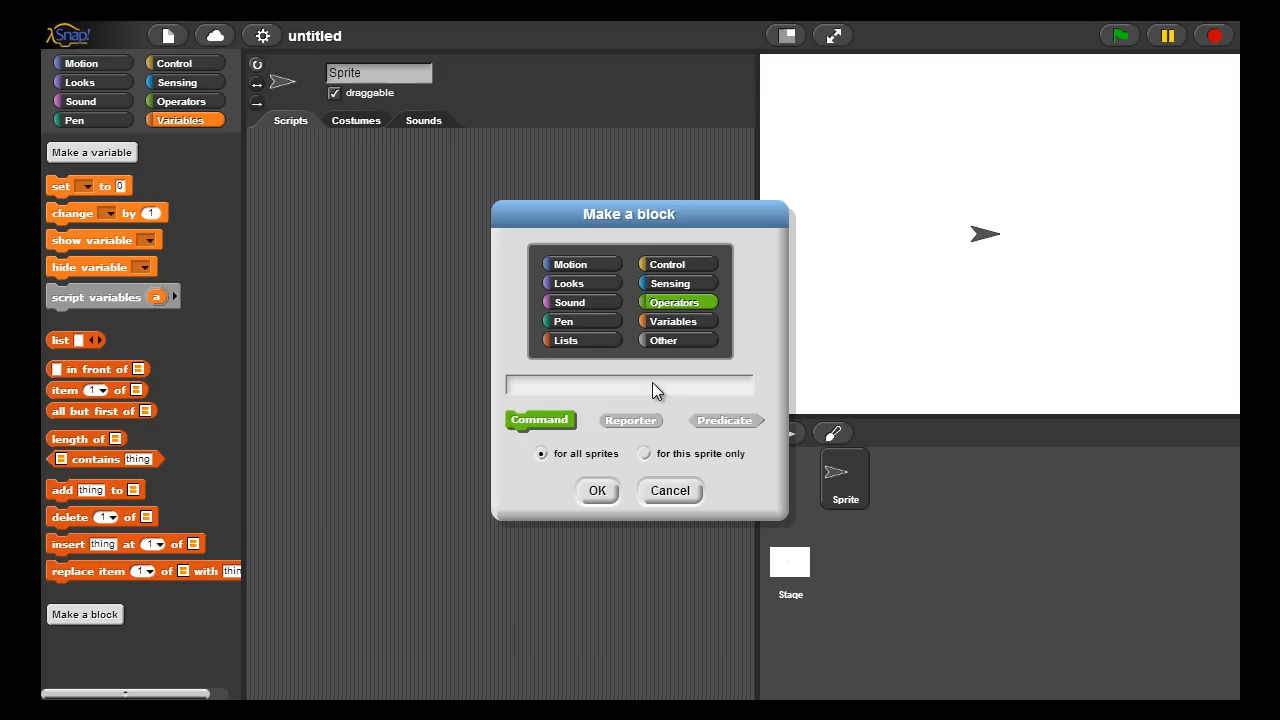 λSnap!
untitled
Motion Control
Looks Sensing
Sound Operators
Pen Variables
Sprite
draggable
Scripts Costumes Sounds
Make a variable
set to 0
change by 1
show variable
hide variable
script variables a
list
in front of
item 1 of
all but first of
length of
contains thing
add thing to
delete 1 of
insert thing at 1 of
replace item 1 of with thin
Make a block
Make a block
Motion Control
Looks Sensing
Sound Operators
Pen Variables
Lists Other
Command Reporter Predicate
for all sprites for this sprite only
OK Cancel
Sprite
Stage